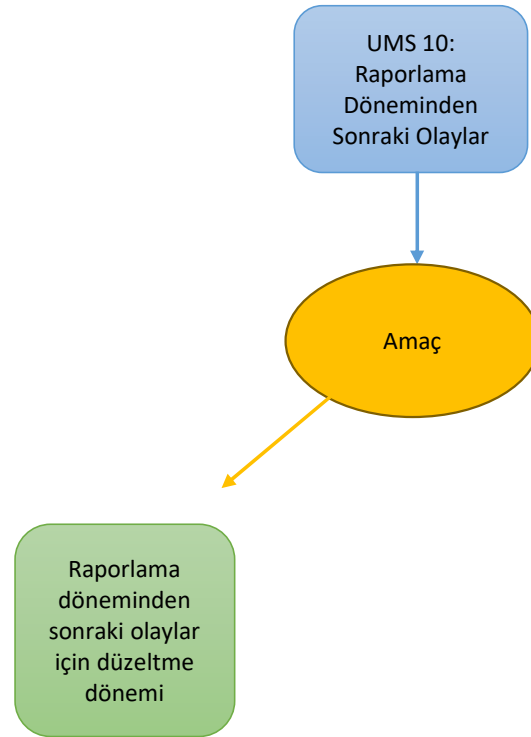 UMS 10:
Raporlama
Döneminden
Sonraki Olaylar
Amaç
Raporlama
döneminden
sonraki olaylar
için düzeltme
dönemi